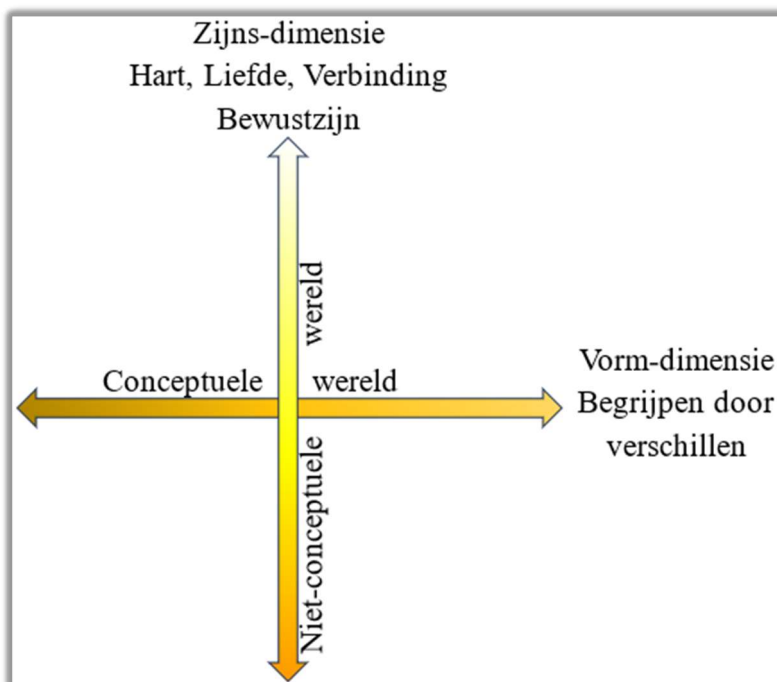 Zijns-dimensie
Hart, Liefde, Verbinding
Bewustzijn
Niet-conceptuele wereld
Conceptuele wereld
Vorm-dimensie
Begrijpen door
verschillen